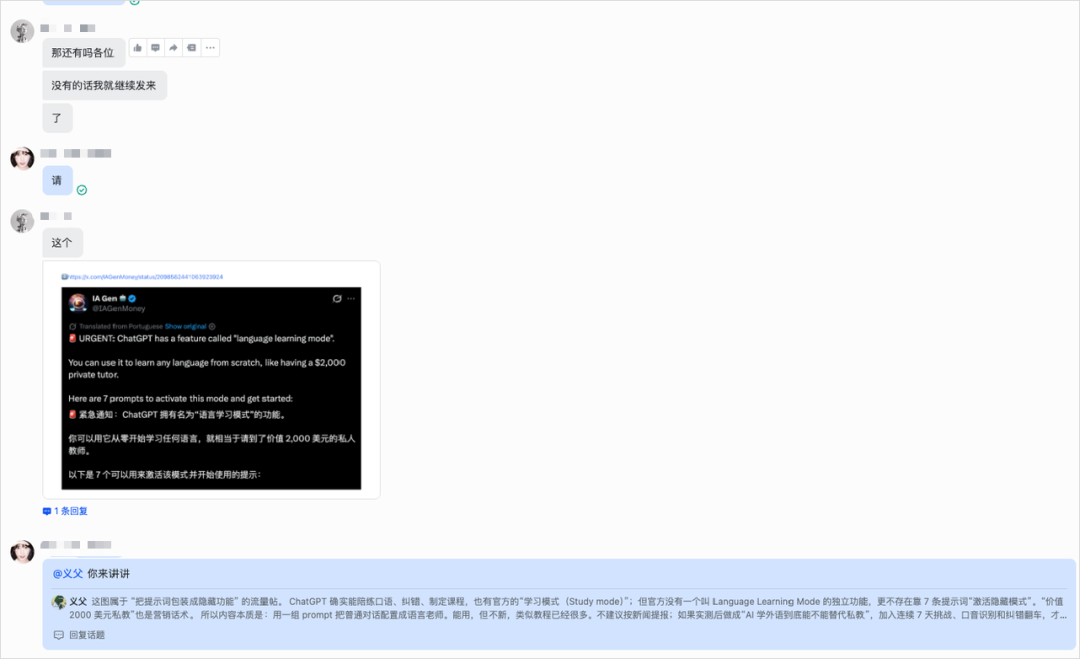 那还有吗各位
没有的话我就继续发来
了
请
这个
IA Gen
@IAGenMoney
Translated from Portuguese Show original
URGENT: ChatGPT has a feature called "language learning mode".
You can use it to learn any language from scratch, like having a $2,000
private tutor.
Here are 7 prompts to activate this mode and get started:
紧急通知：ChatGPT 拥有名为“语言学习模式”的功能。
你可以用它从零开始学习任何语言，就相当于请到了价值 2,000 美元的私人
教师。
以下是 7 个可以用来激活该模式并开始使用的提示：
1 条回复
@义父 你来讲讲
义父 这图属于 “把提示词包装成隐藏功能” 的流量帖。 ChatGPT 确实能陪练口语、纠错、制定课程，也有官方的“学习模式（Study mode）”；但官方没有一个叫 Language Learning Mode 的独立功能，更不存在靠 7 条提示词“激活隐藏模式”。“价值
2000 美元私教”也是营销话术。 所以内容本质是：用一组 prompt 把普通对话配置成语言老师。能用，但不新，类似教程已经很多。不建议按新闻提报；如果实测后做成“AI 学外语到底能不能替代私教”，加入连续 7 天挑战、口音识别和纠错翻车，才...
回复话题